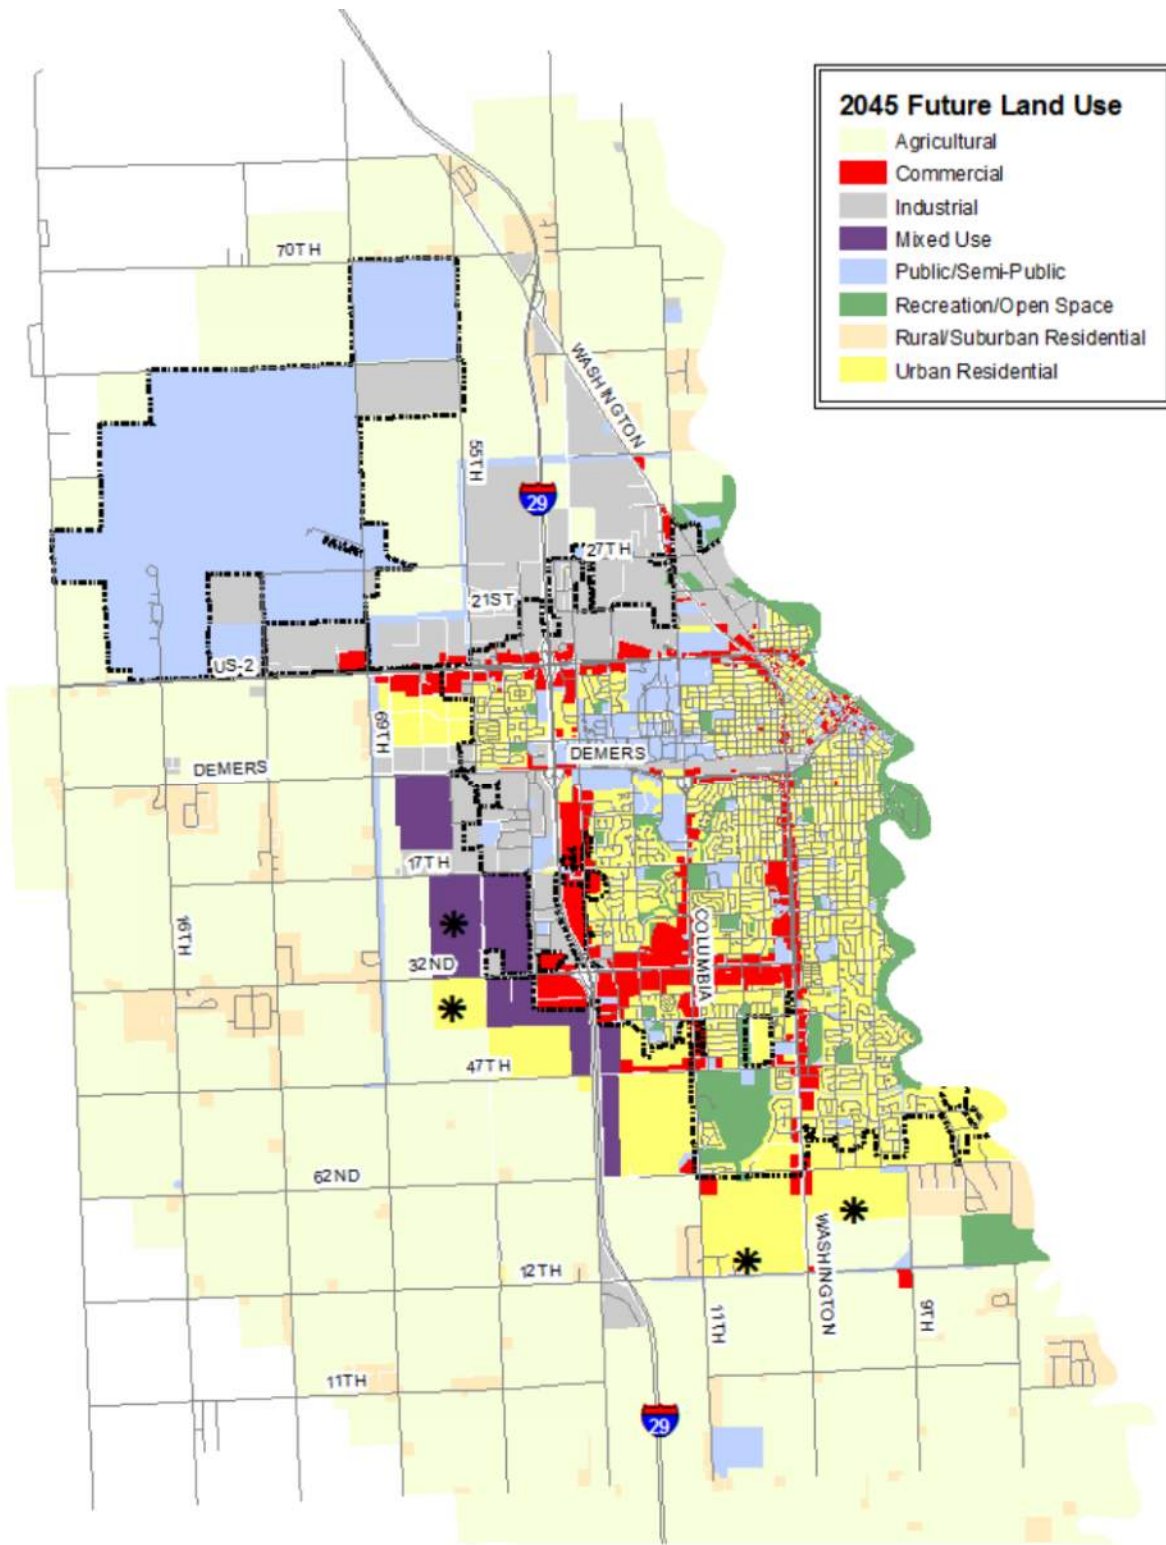 2045 Future Land Use
Agricultural
Commercial
Industrial
Mixed Use
Public/Semi-Public
Recreation/Open Space
Rural/Suburban Residential
Urban Residential
70TH
WASHINGTON
55TH
29
27TH
21ST
US-2
69TH
DEMERS
DEMERS
17TH
16TH
COLUMBIA
32ND
47TH
62ND
12TH
WASHINGTON
11TH
9TH
11TH
29